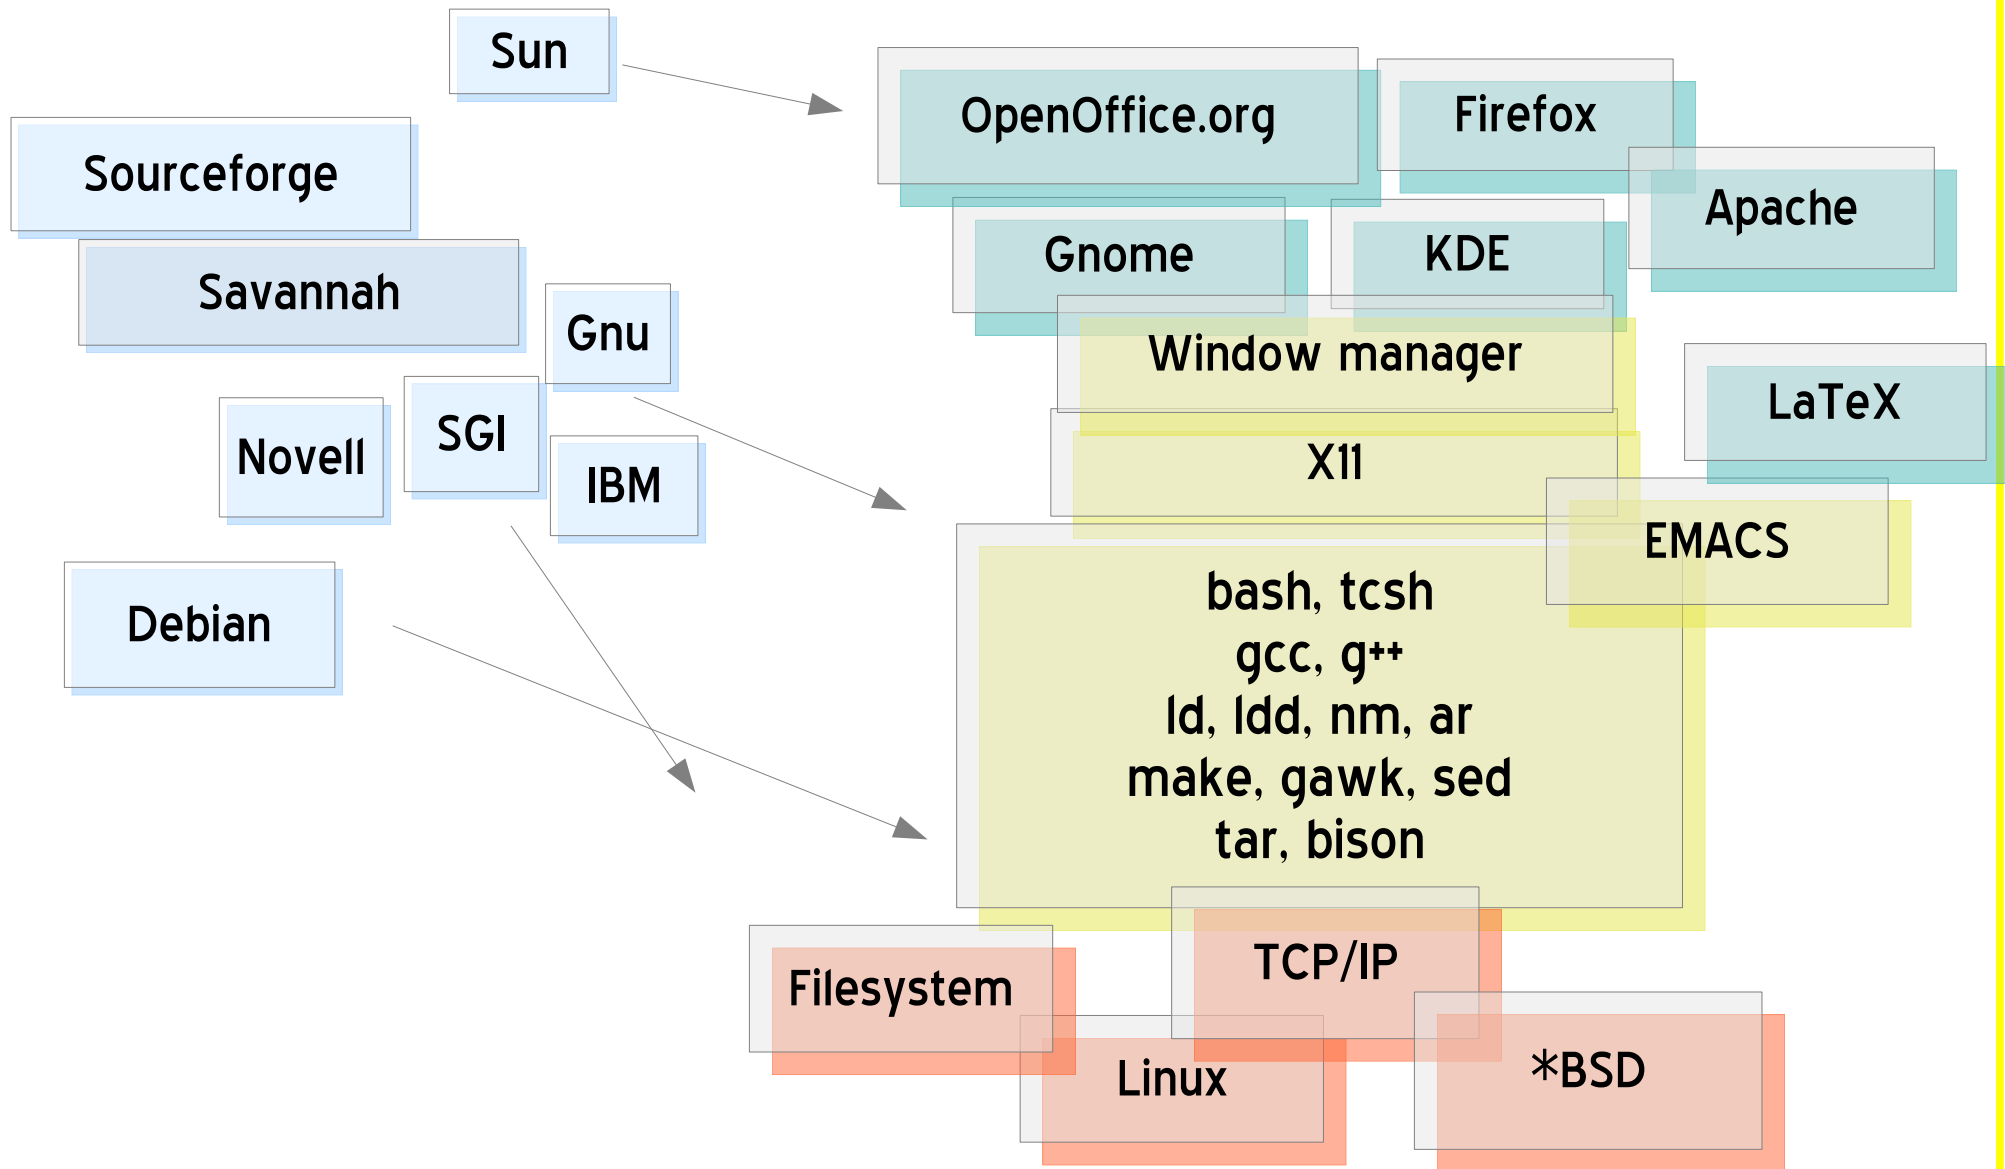 Sun
Sourceforge
Savannah
Gnu
Novell
SGI
IBM
Debian
OpenOffice.org
Firefox
Apache
Gnome
KDE
Window manager
LaTeX
X11
EMACS
bash, tcsh
gcc, g++
ld, ldd, nm, ar
make, gawk, sed
tar, bison
TCP/IP
Filesystem
Linux
*BSD